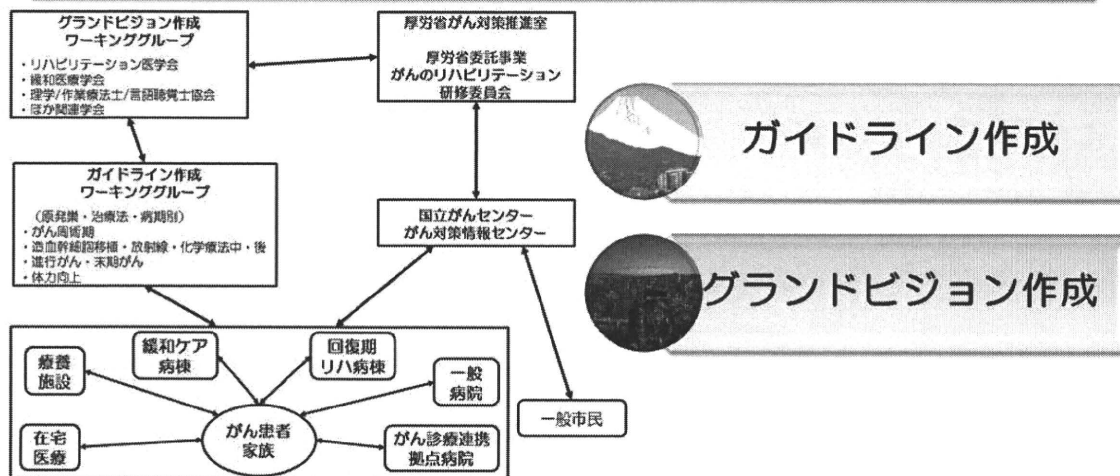 グランドビジョン作成
ワーキンググループ
・リハビリテーション医学会
・緩和医療学会
・理学/作業療法士/言語聴覚士協会
・ほか関連学会
厚労省がん対策推進室
厚労省委託事業
がんのリハビリテーション
研修委員会
ガイドライン作成
ワーキンググループ
（原発巣・治療法・病期別）
・がん周術期
・造血幹細胞移植・放射線・化学療法中・後
・進行がん・末期がん
・体力向上
国立がんセンター
がん対策情報センター
緩和ケア
病棟
回復期
リハ病棟
療養
施設
一般
病院
がん患者
家族
在宅
医療
がん診療連携
拠点病院
一般市民
ガイドライン作成
グランドビジョン作成